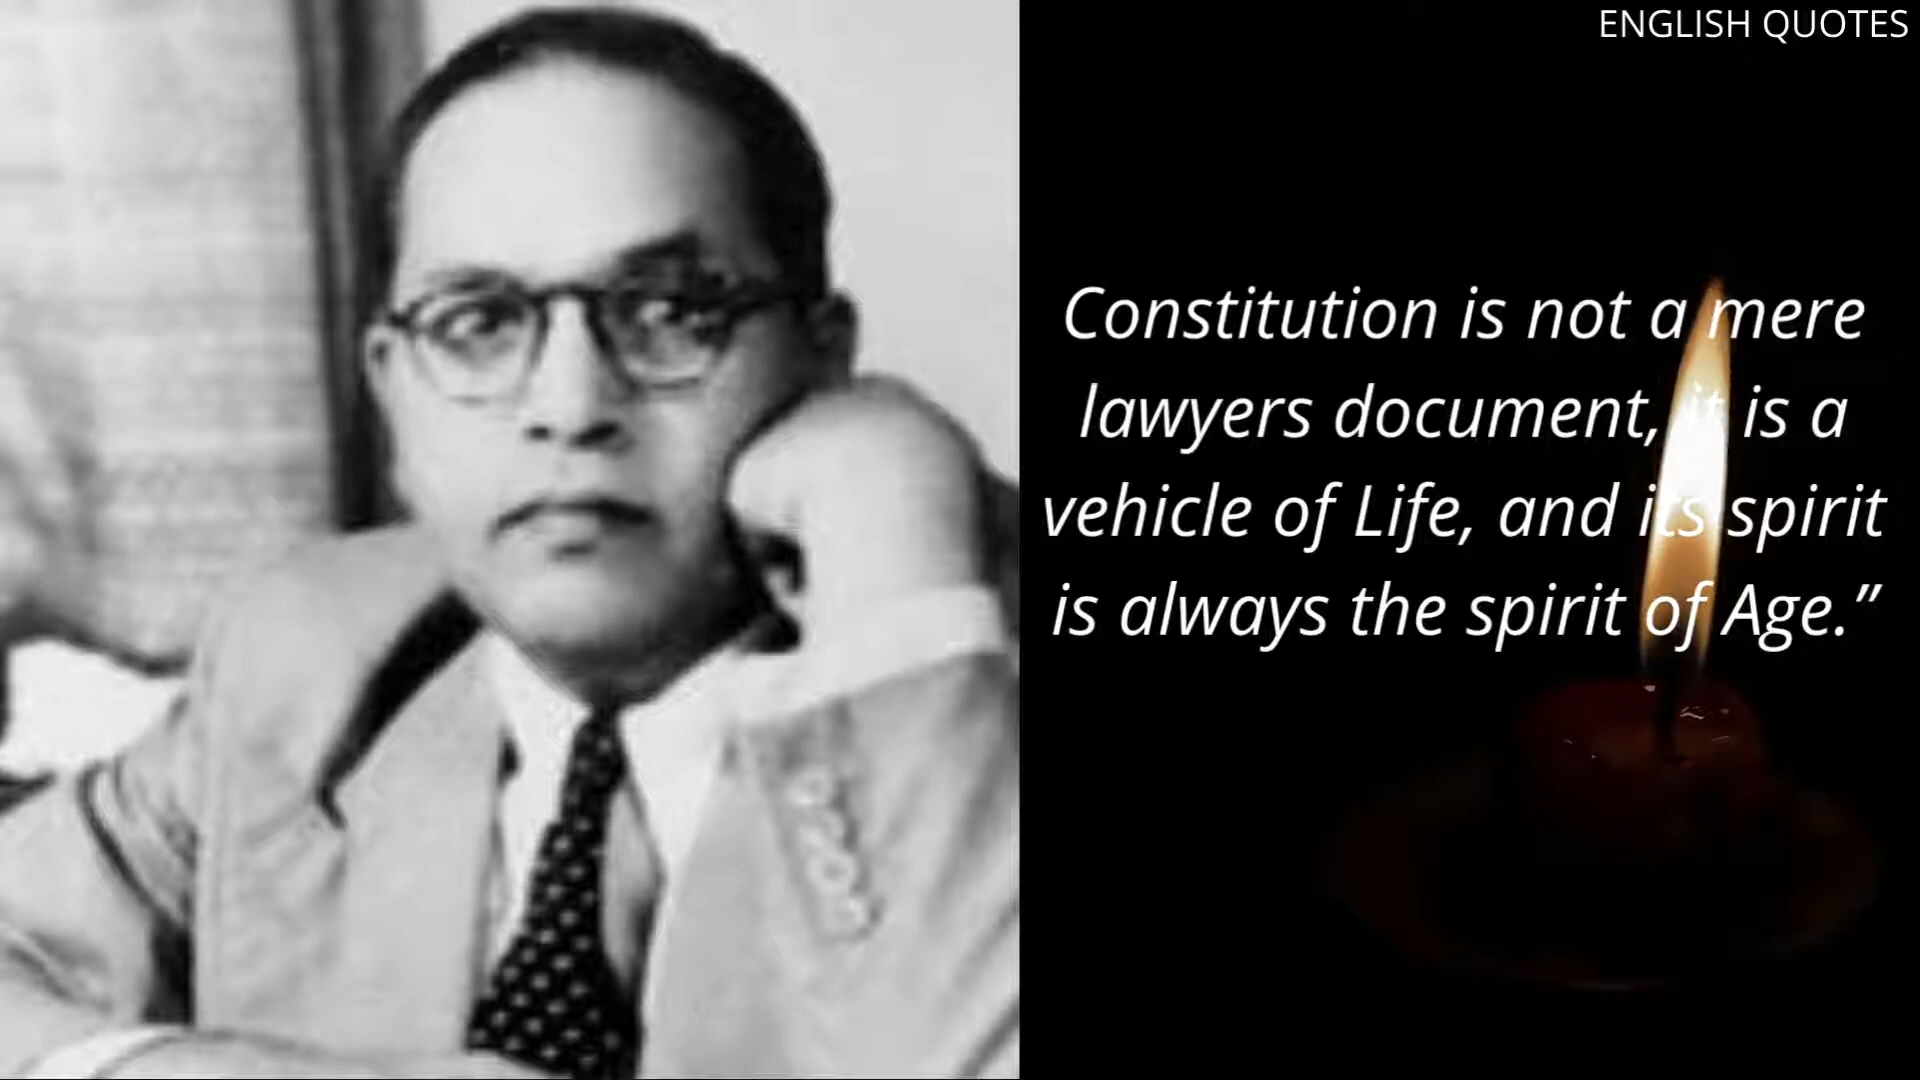 ENGLISH QUOTES
Constitution is not a mere
lawyers document, it is a
vehicle of Life, and its spirit
is always the spirit of Age.”